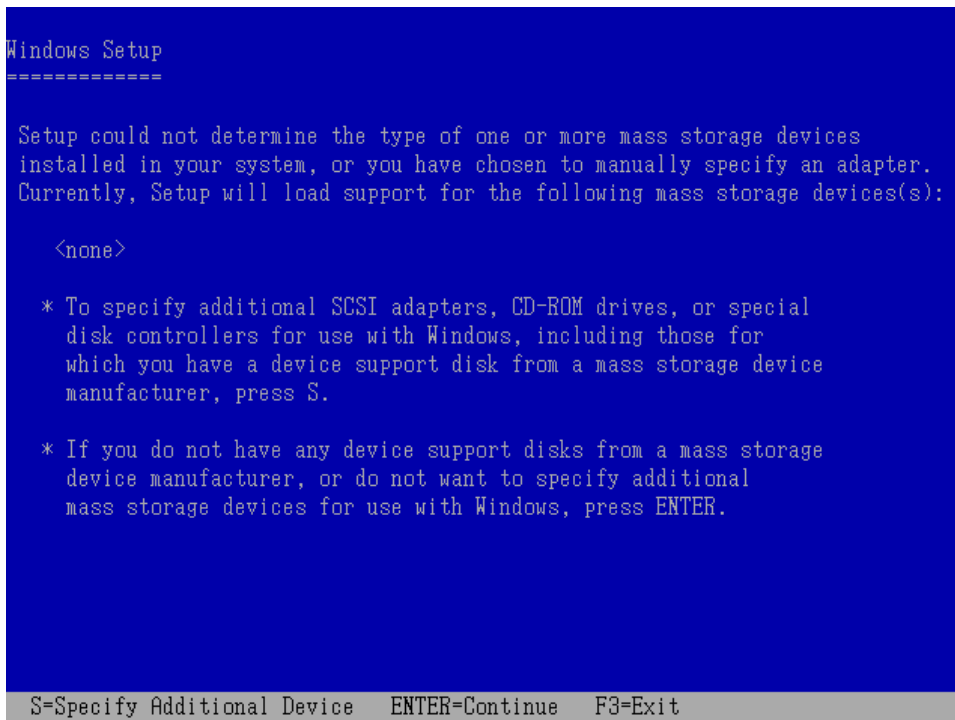 Windows Setup
=============
Setup could not determine the type of one or more mass storage devices
installed in your system, or you have chosen to manually specify an adapter.
Currently, Setup will load support for the following mass storage devices(s):
<none>
* To specify additional SCSI adapters, CD-ROM drives, or special
disk controllers for use with Windows, including those for
which you have a device support disk from a mass storage device
manufacturer, press S.
* If you do not have any device support disks from a mass storage
device manufacturer, or do not want to specify additional
mass storage devices for use with Windows, press ENTER.
S=Specify Additional Device   ENTER=Continue   F3=Exit